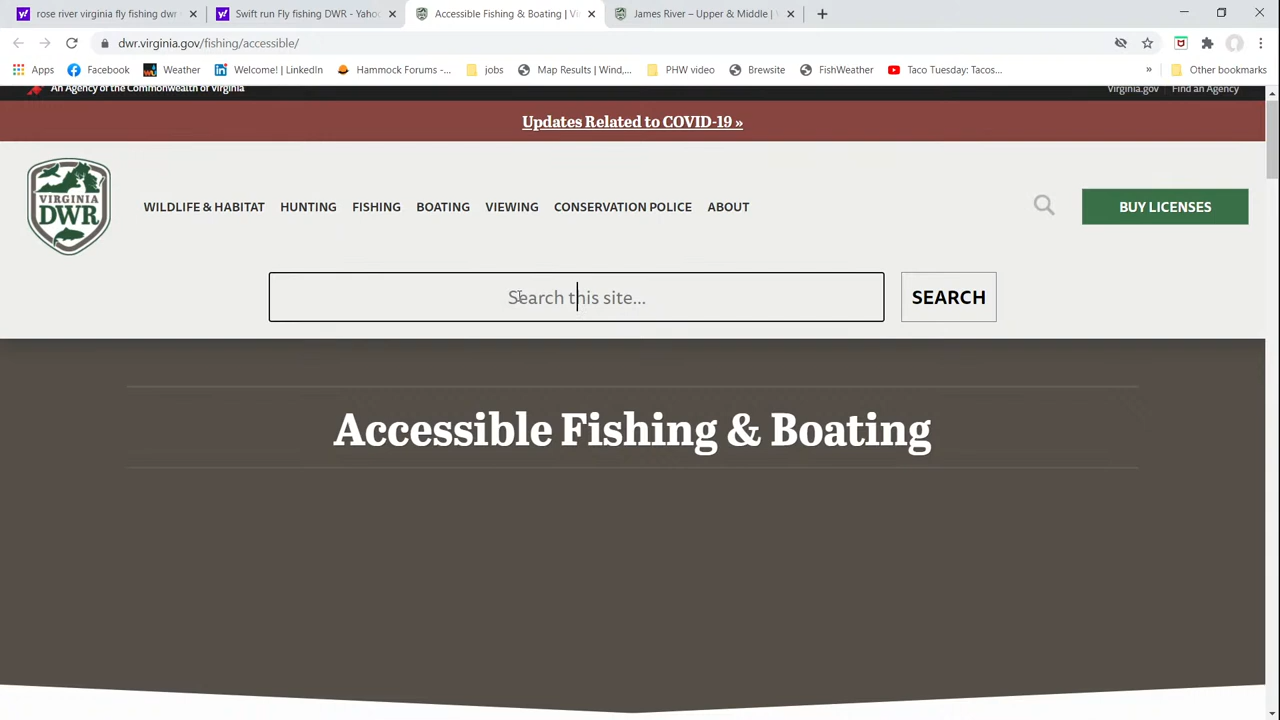 rose river virginia fly fishing dwr
Swift run Fly fishing DWR - Yahoo
Accessible Fishing & Boating | Vi
James River – Upper & Middle | V
dwr.virginia.gov/fishing/accessible/
Apps
Facebook
Weather
Welcome! | LinkedIn
Hammock Forums -...
jobs
Map Results | Wind,...
PHW video
Brewsite
FishWeather
Taco Tuesday: Tacos...
»
Other bookmarks
An Agency of the Commonwealth of Virginia
Virginia.gov | Find an Agency
Updates Related to COVID-19 »
VIRGINIA
DWR
WILDLIFE & HABITAT
HUNTING
FISHING
BOATING
VIEWING
CONSERVATION POLICE
ABOUT
BUY LICENSES
Search this site...
SEARCH
Accessible Fishing & Boating